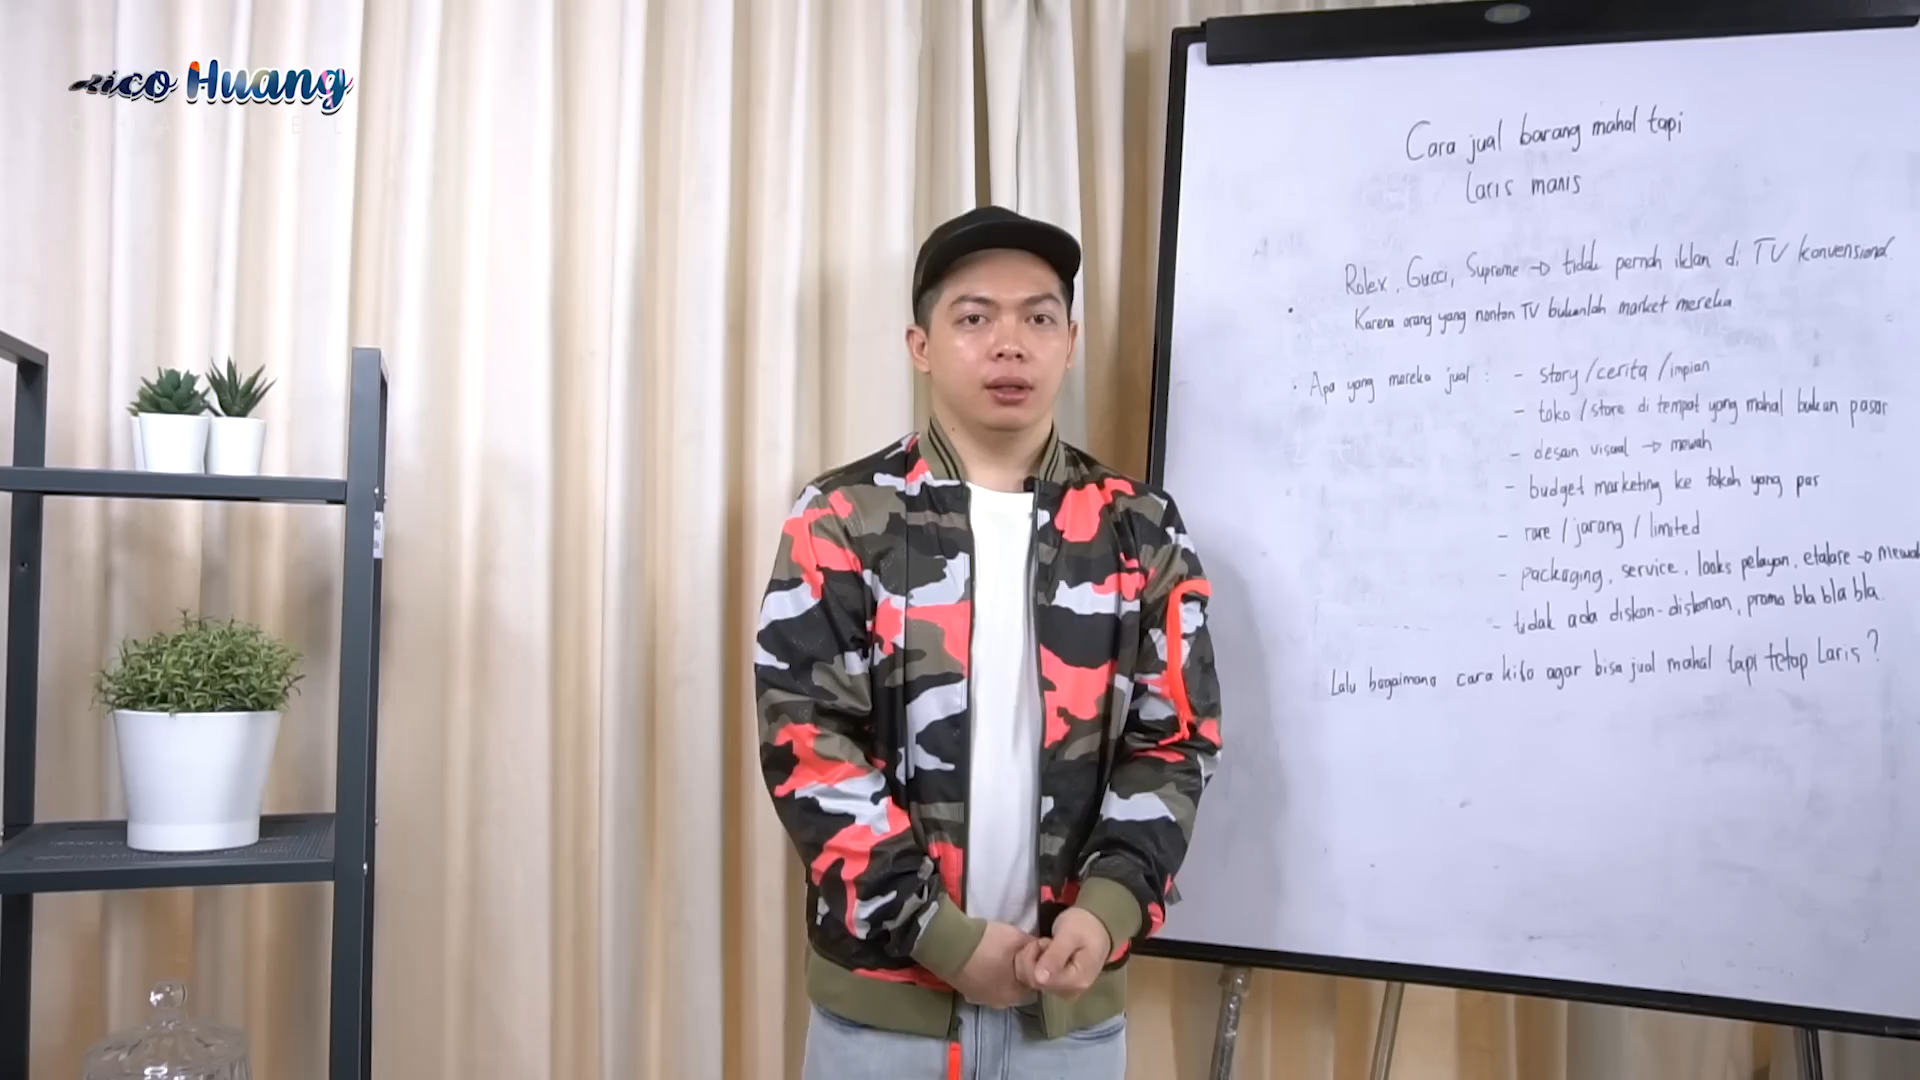 Rico Huang
CHANNEL
Cara jual barang mahal tapi
laris manis
Rolex, Gucci, Supreme → tidak pernah iklan di TV konvensional.
• Karena orang yang nonton TV bukanlah market mereka.
• Apa yang mereka jual : - story / cerita / impian
- toko / store di tempat yang mahal bukan pasar
- desain visual → mewah
- budget marketing ke tokoh yang pas
- rare / jarang / limited
- packaging, service, looks pelayan, etalase → mewah
- tidak ada diskon-diskonan, promo bla bla bla.
Lalu bagaimana cara kita agar bisa jual mahal tapi tetap Laris?